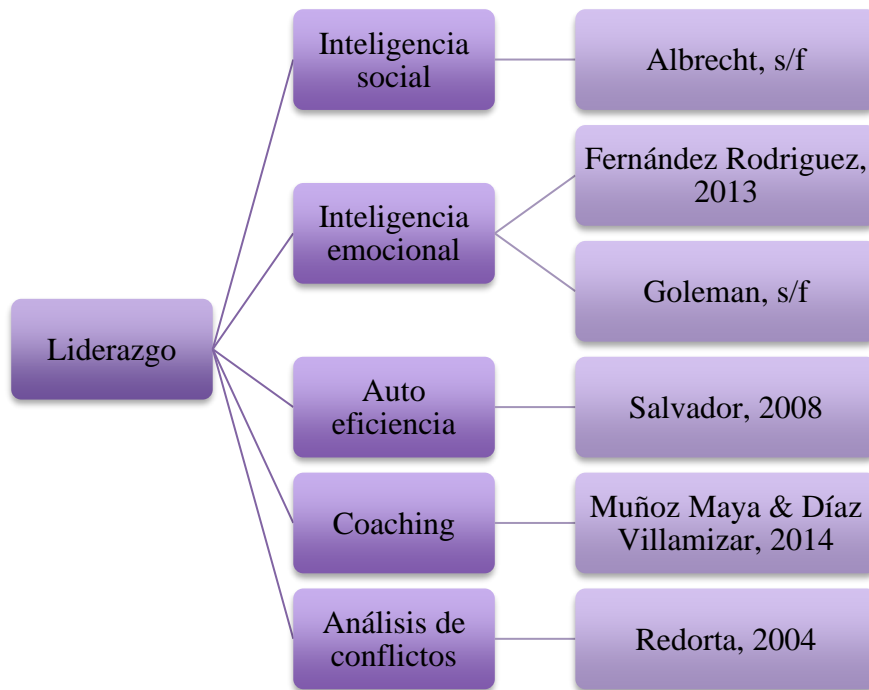 Inteligencia
social
Albrecht, s/f
Fernández Rodriguez,
2013
Inteligencia
emocional
Goleman, s/f
Liderazgo
Auto
eficiencia
Salvador, 2008
Coaching
Muñoz Maya & Díaz
Villamizar, 2014
Análisis de
conflictos
Redorta, 2004